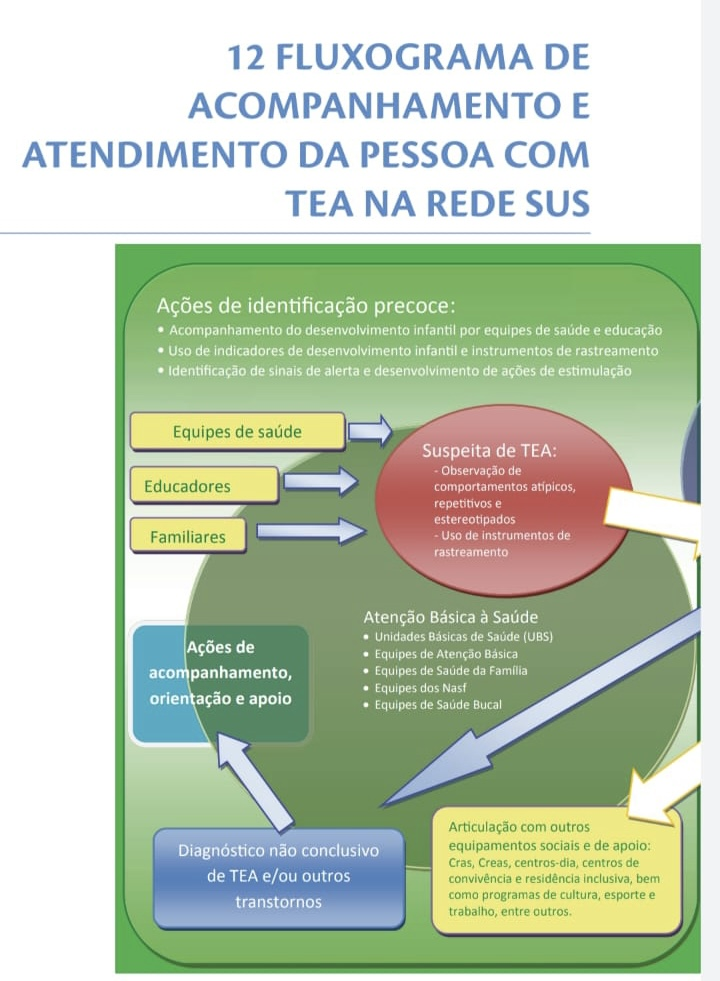 12 FLUXOGRAMA DE
ACOMPANHAMENTO E
ATENDIMENTO DA PESSOA COM
TEA NA REDE SUS
Ações de identificação precoce:
• Acompanhamento do desenvolvimento infantil por equipes de saúde e educação
• Uso de indicadores de desenvolvimento infantil e instrumentos de rastreamento
• Identificação de sinais de alerta e desenvolvimento de ações de estimulação
Equipes de saúde
Educadores
Familiares
Suspeita de TEA:
- Observação de
comportamentos atípicos,
repetitivos e
estereotipados
- Uso de instrumentos de
rastreamento
Atenção Básica à Saúde
• Unidades Básicas de Saúde (UBS)
• Equipes de Atenção Básica
• Equipes de Saúde da Família
• Equipes dos Nasf
• Equipes de Saúde Bucal
Ações de
acompanhamento,
orientação e apoio
Diagnóstico não conclusivo
de TEA e/ou outros
transtornos
Articulação com outros
equipamentos sociais e de apoio:
Cras, Creas, centros-dia, centros de
convivência e residência inclusiva, bem
como programas de cultura, esporte e
trabalho, entre outros.